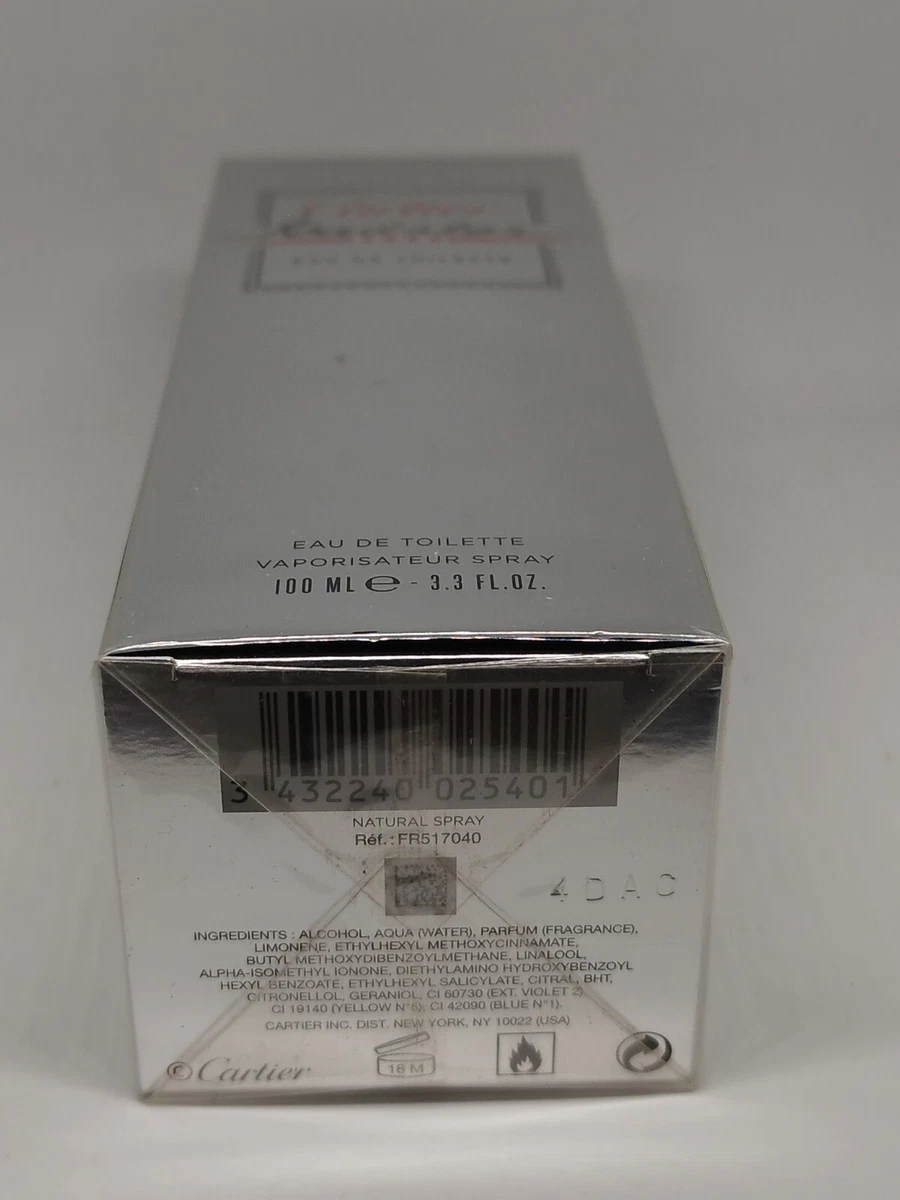 EAU DE TOILETTE
EAU DE TOILETTE
VAPORISATEUR SPRAY
100 ML e - 3.3 FL.OZ.
3 432240 025401
NATURAL SPRAY
Réf.: FR517040
4DAC
INGREDIENTS : ALCOHOL, AQUA (WATER), PARFUM (FRAGRANCE),
LIMONENE, ETHYLHEXYL METHOXYCINNAMATE,
BUTYL METHOXYDIBENZOYLMETHANE, LINALOOL,
ALPHA-ISOMETHYL IONONE, DIETHYLAMINO HYDROXYBENZOYL
HEXYL BENZOATE, ETHYLHEXYL SALICYLATE, CITRAL, BHT,
CITRONELLOL, GERANIOL, CI 60730 (EXT. VIOLET 2),
CI 19140 (YELLOW N°5), CI 42090 (BLUE N°1).
CARTIER INC. DIST. NEW YORK, NY 10022 (USA)
© Cartier
18 M